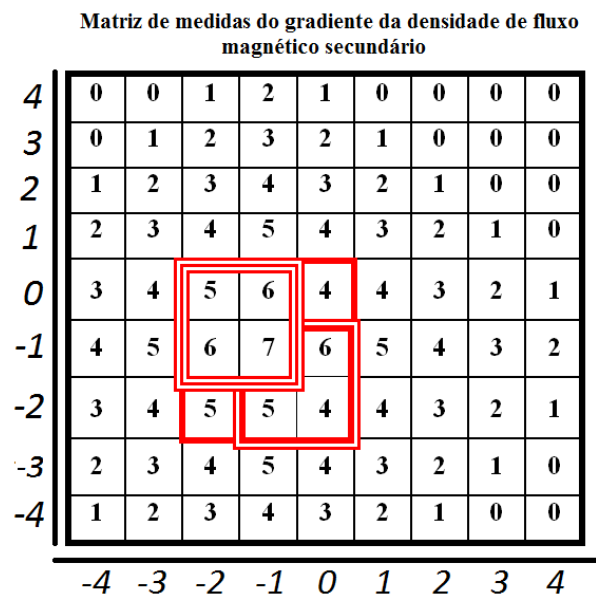 Matriz de medidas do gradiente da densidade de fluxo
magnético secundário
4 0 0 1 2 1 0 0 0 0
3 0 1 2 3 2 1 0 0 0
2 1 2 3 4 3 2 1 0 0
1 2 3 4 5 4 3 2 1 0
0 3 4 5 6 4 4 3 2 1
-1 4 5 6 7 6 5 4 3 2
-2 3 4 5 5 4 4 3 2 1
-3 2 3 4 5 4 3 2 1 0
-4 1 2 3 4 3 2 1 0 0
-4 -3 -2 -1 0 1 2 3 4